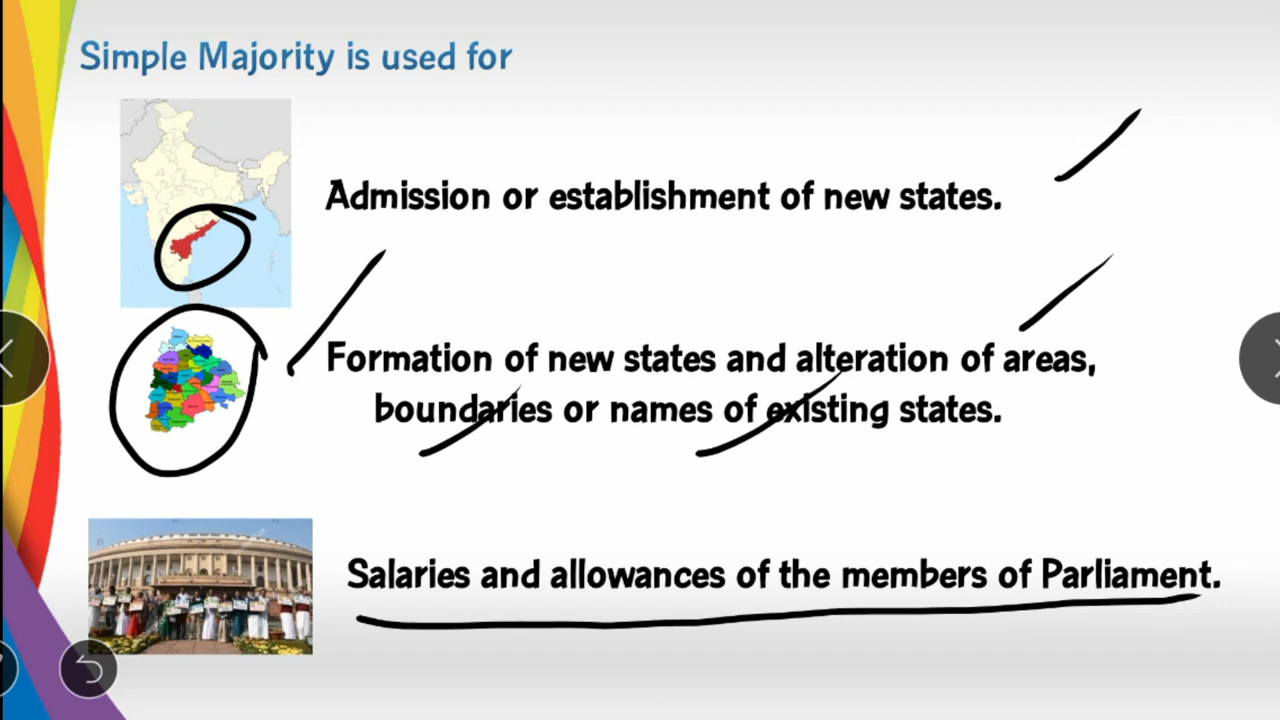 Simple Majority is used for
Admission or establishment of new states.
Formation of new states and alteration of areas,
boundaries or names of existing states.
Salaries and allowances of the members of Parliament.